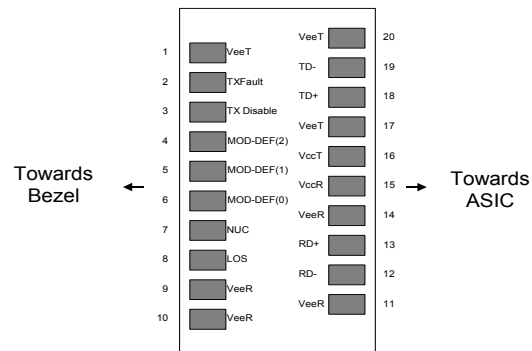 VeeT 20
1 VeeT
TD- 19
2 TXFault
TD+ 18
3 TX Disable
VeeT 17
4 MOD-DEF(2)
VccT 16
5 MOD-DEF(1)
Towards
Bezel
VccR 15
Towards
ASIC
6 MOD-DEF(0)
VeeR 14
7 NUC
RD+ 13
8 LOS
RD- 12
9 VeeR
VeeR 11
10 VeeR